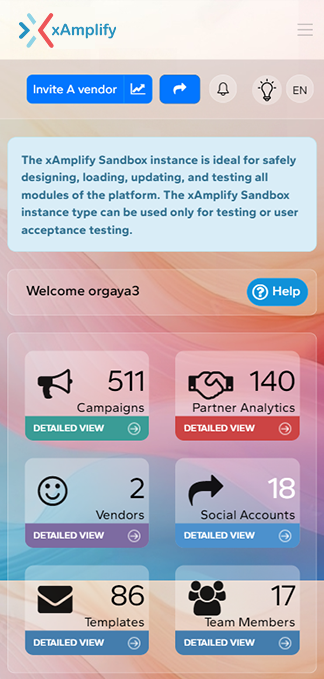 xAmplify
Invite A vendor
EN
The xAmplify Sandbox instance is ideal for safely
designing, loading, updating, and testing all
modules of the platform. The xAmplify Sandbox
instance type can be used only for testing or user
acceptance testing.
Welcome orgaya3
Help
511
Campaigns
DETAILED VIEW
140
Partner Analytics
DETAILED VIEW
2
Vendors
DETAILED VIEW
18
Social Accounts
DETAILED VIEW
86
Templates
DETAILED VIEW
17
Team Members
DETAILED VIEW